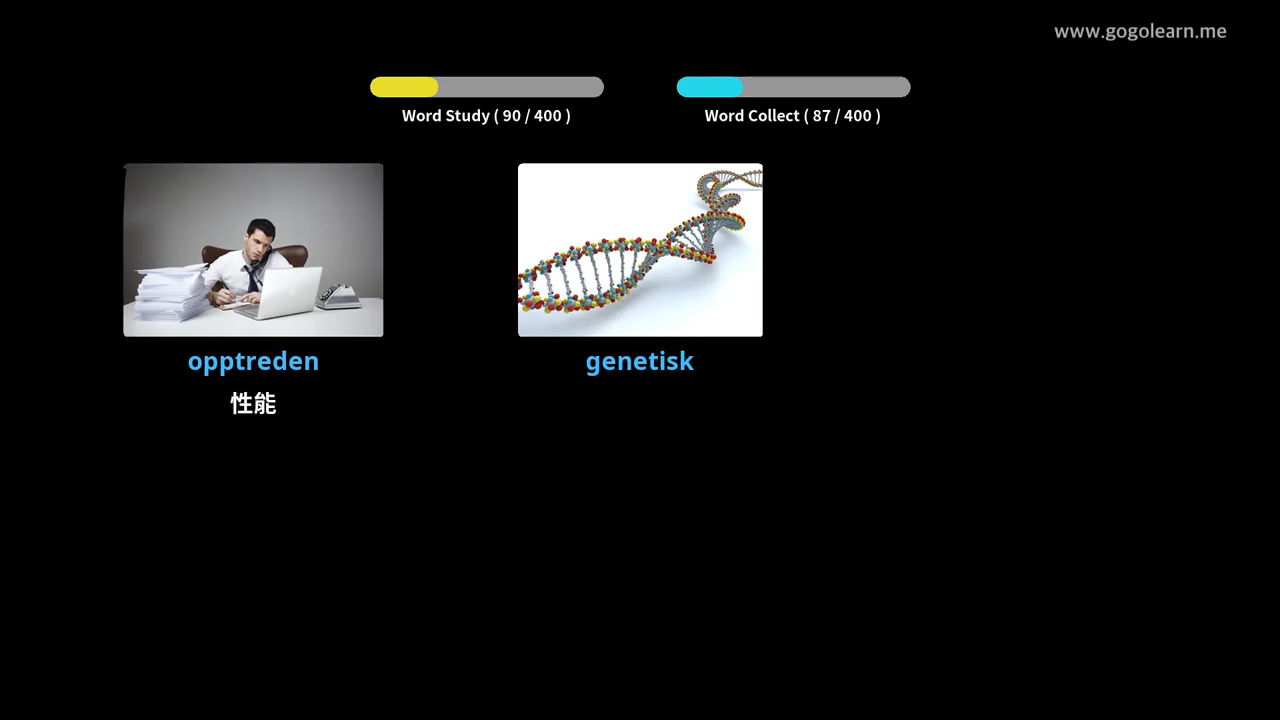 www.gogolearn.me
Word Study ( 90 / 400 )
Word Collect ( 87 / 400 )
opptreden
genetisk
性能